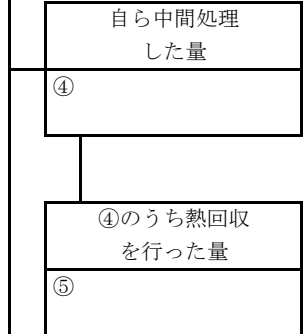 自ら中間処理
した量
④
④のうち熱回収
を行った量
⑤